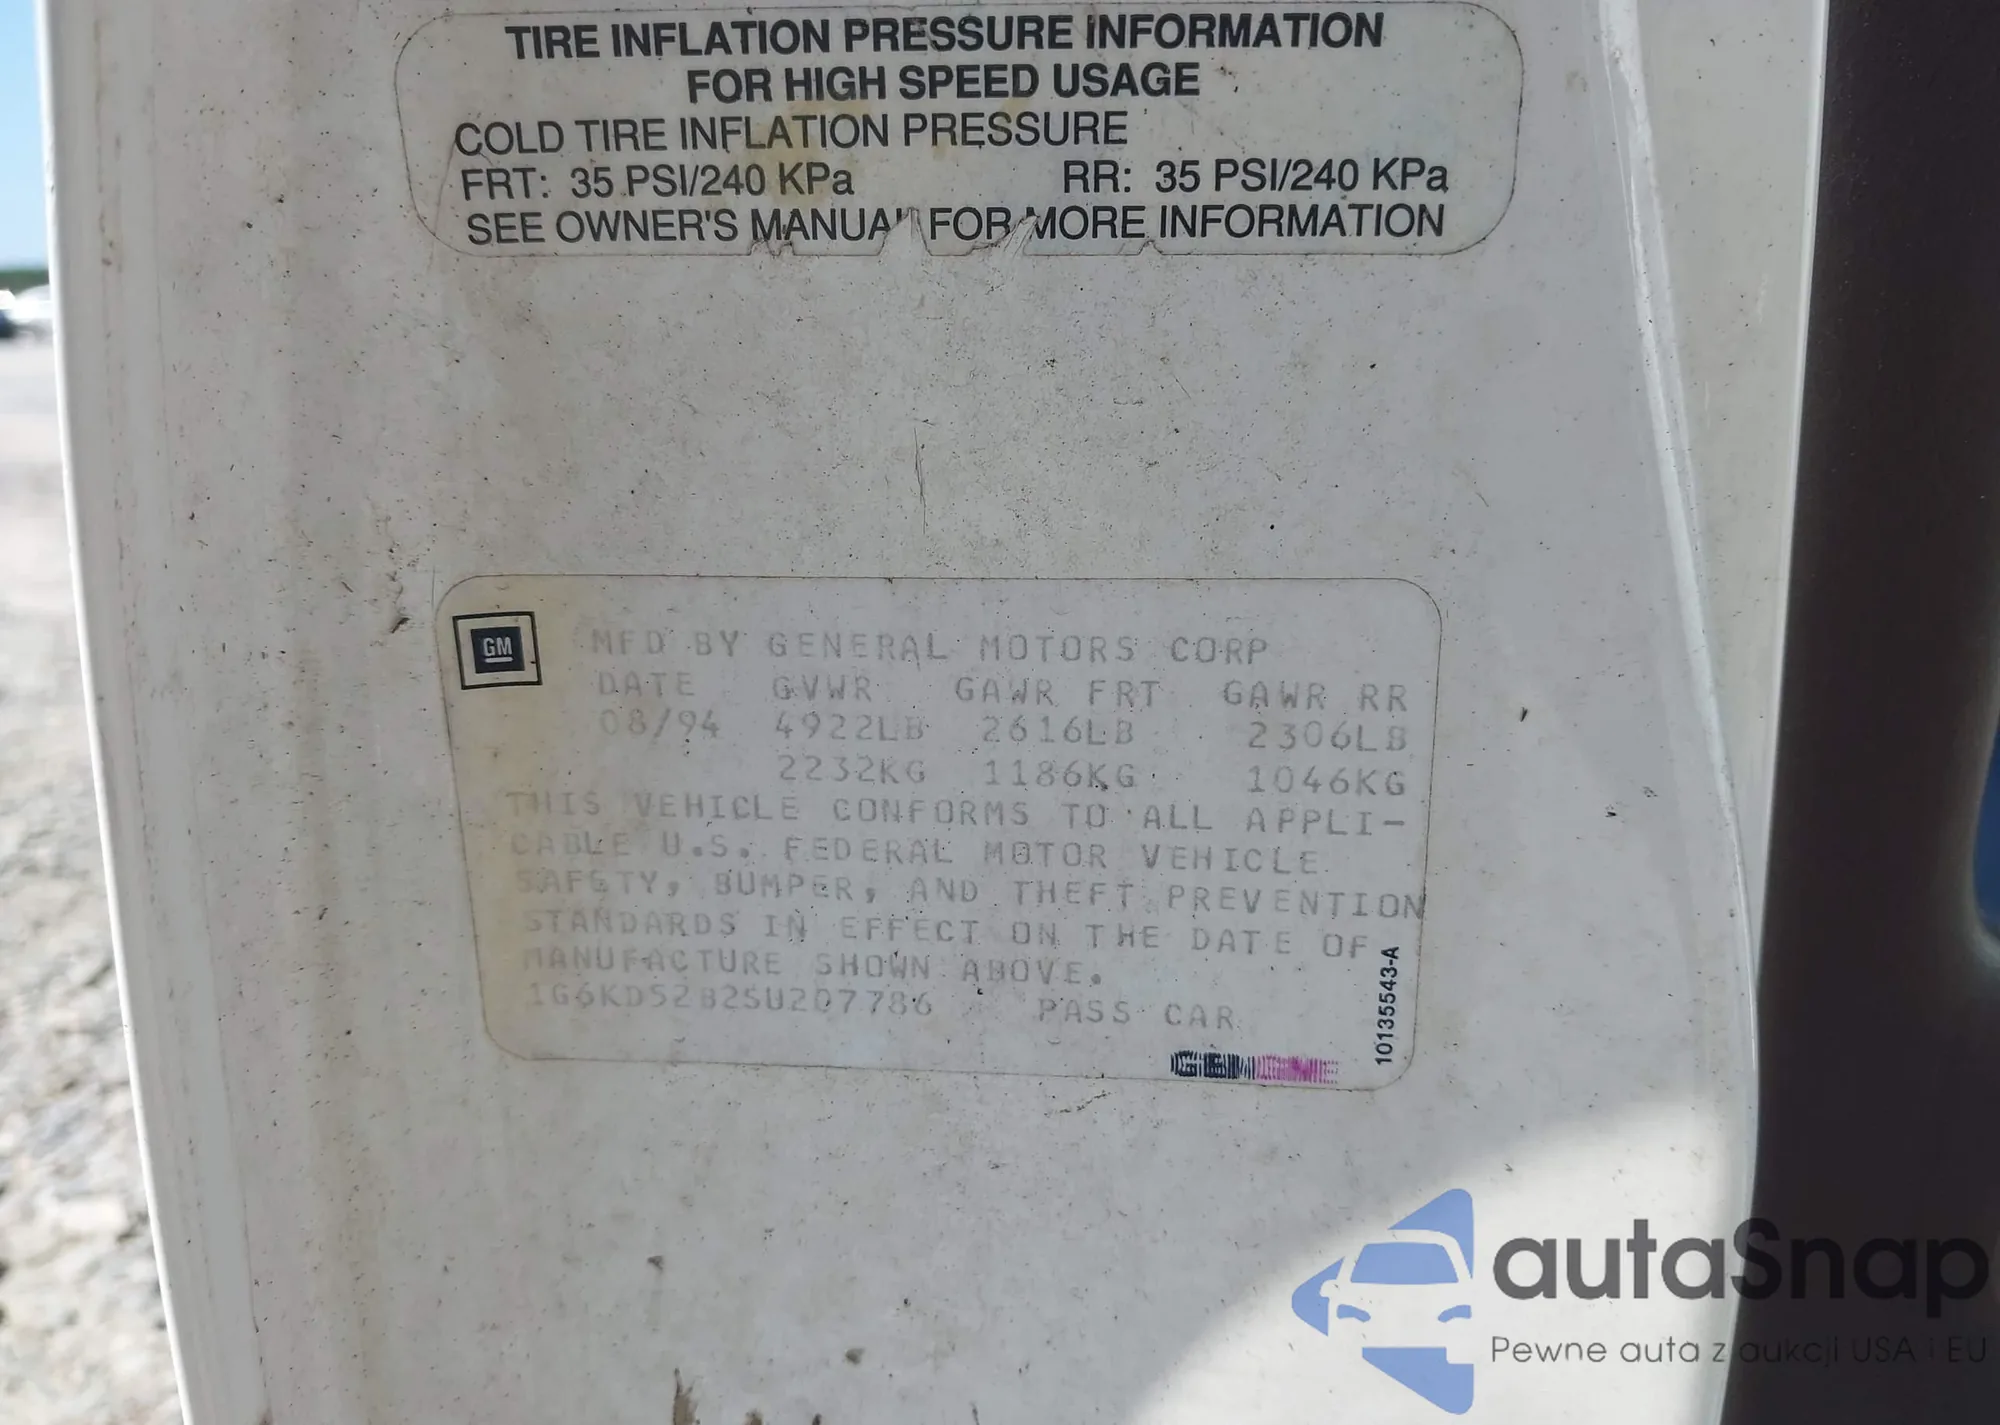 TIRE INFLATION PRESSURE INFORMATION
FOR HIGH SPEED USAGE
COLD TIRE INFLATION PRESSURE
FRT: 35 PSI/240 KPa RR: 35 PSI/240 KPa
SEE OWNER'S MANUAL FOR MORE INFORMATION
GM
MFD BY GENERAL MOTORS CORP
DATE GVWR GAWR FRT GAWR RR
08/94 4922LB 2616LB 2306LB
2232KG 1186KG 1046KG
THIS VEHICLE CONFORMS TO ALL APPLI-
CABLE U.S. FEDERAL MOTOR VEHICLE
SAFETY, BUMPER, AND THEFT PREVENTION
STANDARDS IN EFFECT ON THE DATE OF
MANUFACTURE SHOWN ABOVE.
1G6KD52B2SU207786 PASS CAR
10135543-A
autaSnap
Pewne auta z aukcji USA i EU